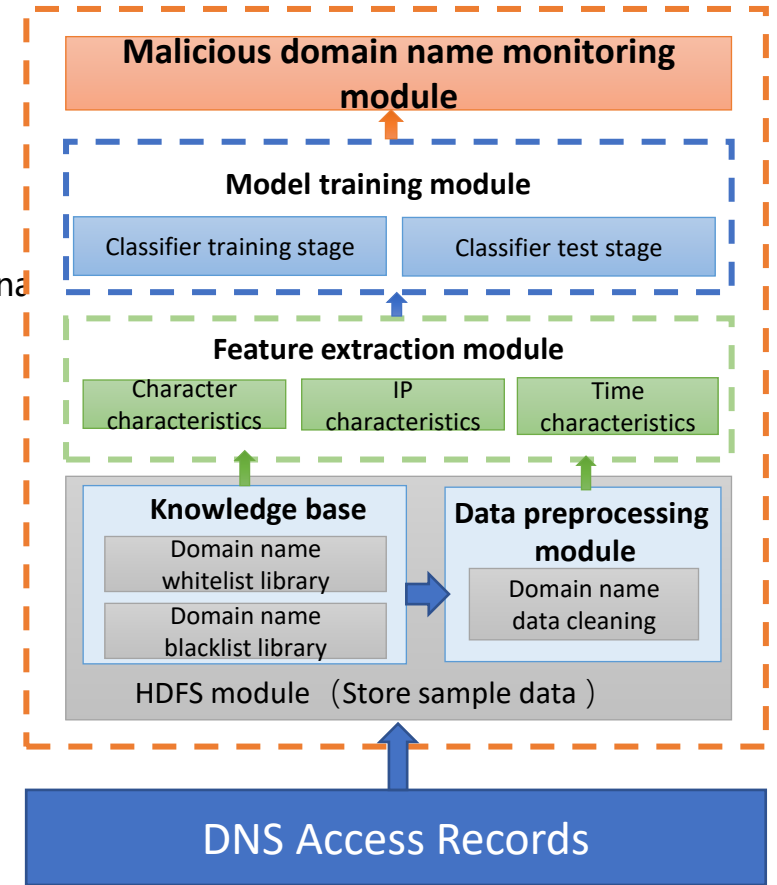 Malicious domain name monitoring
module
Model training module
Classifier training stage
Classifier test stage
na
Feature extraction module
Character
characteristics
IP
characteristics
Time
characteristics
Knowledge base
Domain name
whitelist library
Domain name
blacklist library
Data preprocessing
module
Domain name
data cleaning
HDFS module（Store sample data ）
DNS Access Records